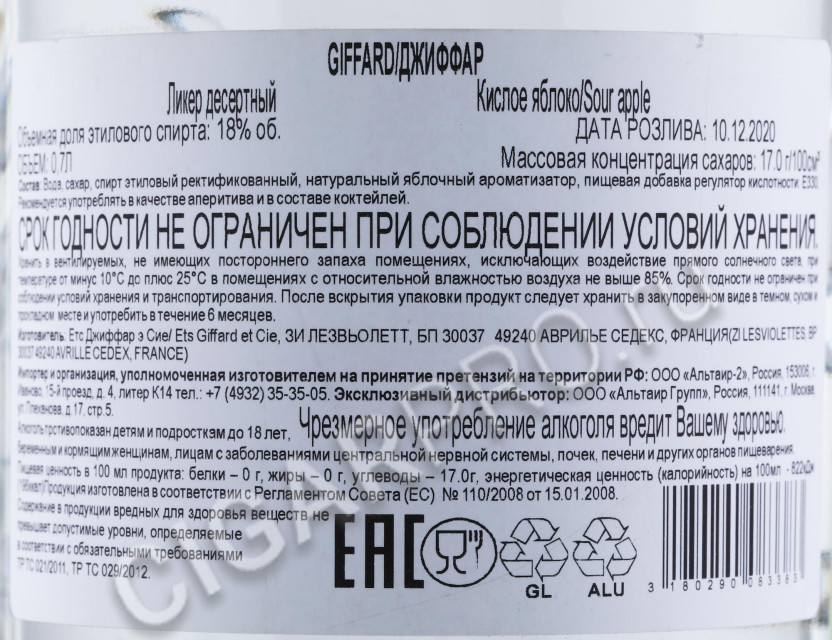 GIFFARD/ДЖИФФАР
Ликер десертный Кислое яблоко/Sour apple
Объемная доля этилового спирта: 18% об. ДАТА РОЗЛИВА: 10.12.2020
ОБЪЕМ: 0,7Л Массовая концентрация сахаров: 17.0 г/100см³
Состав: Вода, сахар, спирт этиловый ректификованный, натуральный яблочный ароматизатор, пищевая добавка регулятор кислотности: Е330
Рекомендуется употреблять в качестве аперитива и в составе коктейлей.
СРОК ГОДНОСТИ НЕ ОГРАНИЧЕН ПРИ СОБЛЮДЕНИИ УСЛОВИЙ ХРАНЕНИЯ.
Хранить в вентилируемых, не имеющих постороннего запаха помещениях, исключающих воздействие прямого солнечного света, при
температуре от минус 10°С до плюс 25°С в помещениях с относительной влажностью воздуха не выше 85%. Срок годности не ограничен при
соблюдении условий хранения и транспортирования. После вскрытия упаковки продукт следует хранить в закупоренном виде в темном, сухом и
прохладном месте и употребить в течение 6 месяцев.
Изготовитель: Етс Джиффар э Сие/ Ets Giffard et Cie, ЗИ ЛЕЗВЬОЛЕТТ, БП 30037 49240 АВРИЛЬЕ СЕДЕКС, ФРАНЦИЯ(ZI LES VIOLETTES, BP
30037 49240 AVRILLE CEDEX, FRANCE)
Импортер и организация, уполномоченная изготовителем на принятие претензий на территории РФ: ООО «Альтаир-2», Россия, 153006, г.
Иваново, 15-й проезд, д. 4, литер К14 тел.: +7 (4932) 35-35-05. Эксклюзивный дистрибьютор: ООО «Альтаир Групп», Россия, 111141, г. Москва,
ул. Плеханова, д. 17, стр.5.
Алкоголь противопоказан детям и подросткам до 18 лет, Чрезмерное употребление алкоголя вредит Вашему здоровью.
беременным и кормящим женщинам, лицам с заболеваниями центральной нервной системы, почек, печени и других органов пищеварения.
Пищевая ценность в 100 мл продукта: белки – 0 г, жиры – 0 г, углеводы – 17.0г, энергетическая ценность (калорийность) на 100мл - 822кДж
Продукция изготовлена в соответствии с Регламентом Совета (ЕС) № 110/2008 от 15.01.2008.
Содержание в продукции вредных для здоровья веществ не
превышает допустимые уровни, определяемые
в соответствии с обязательными требованиями
ТР ТС 021/2011, ТР ТС 029/2012.
EAC
GL ALU
3 180290 083383
CIGARPRO.ru